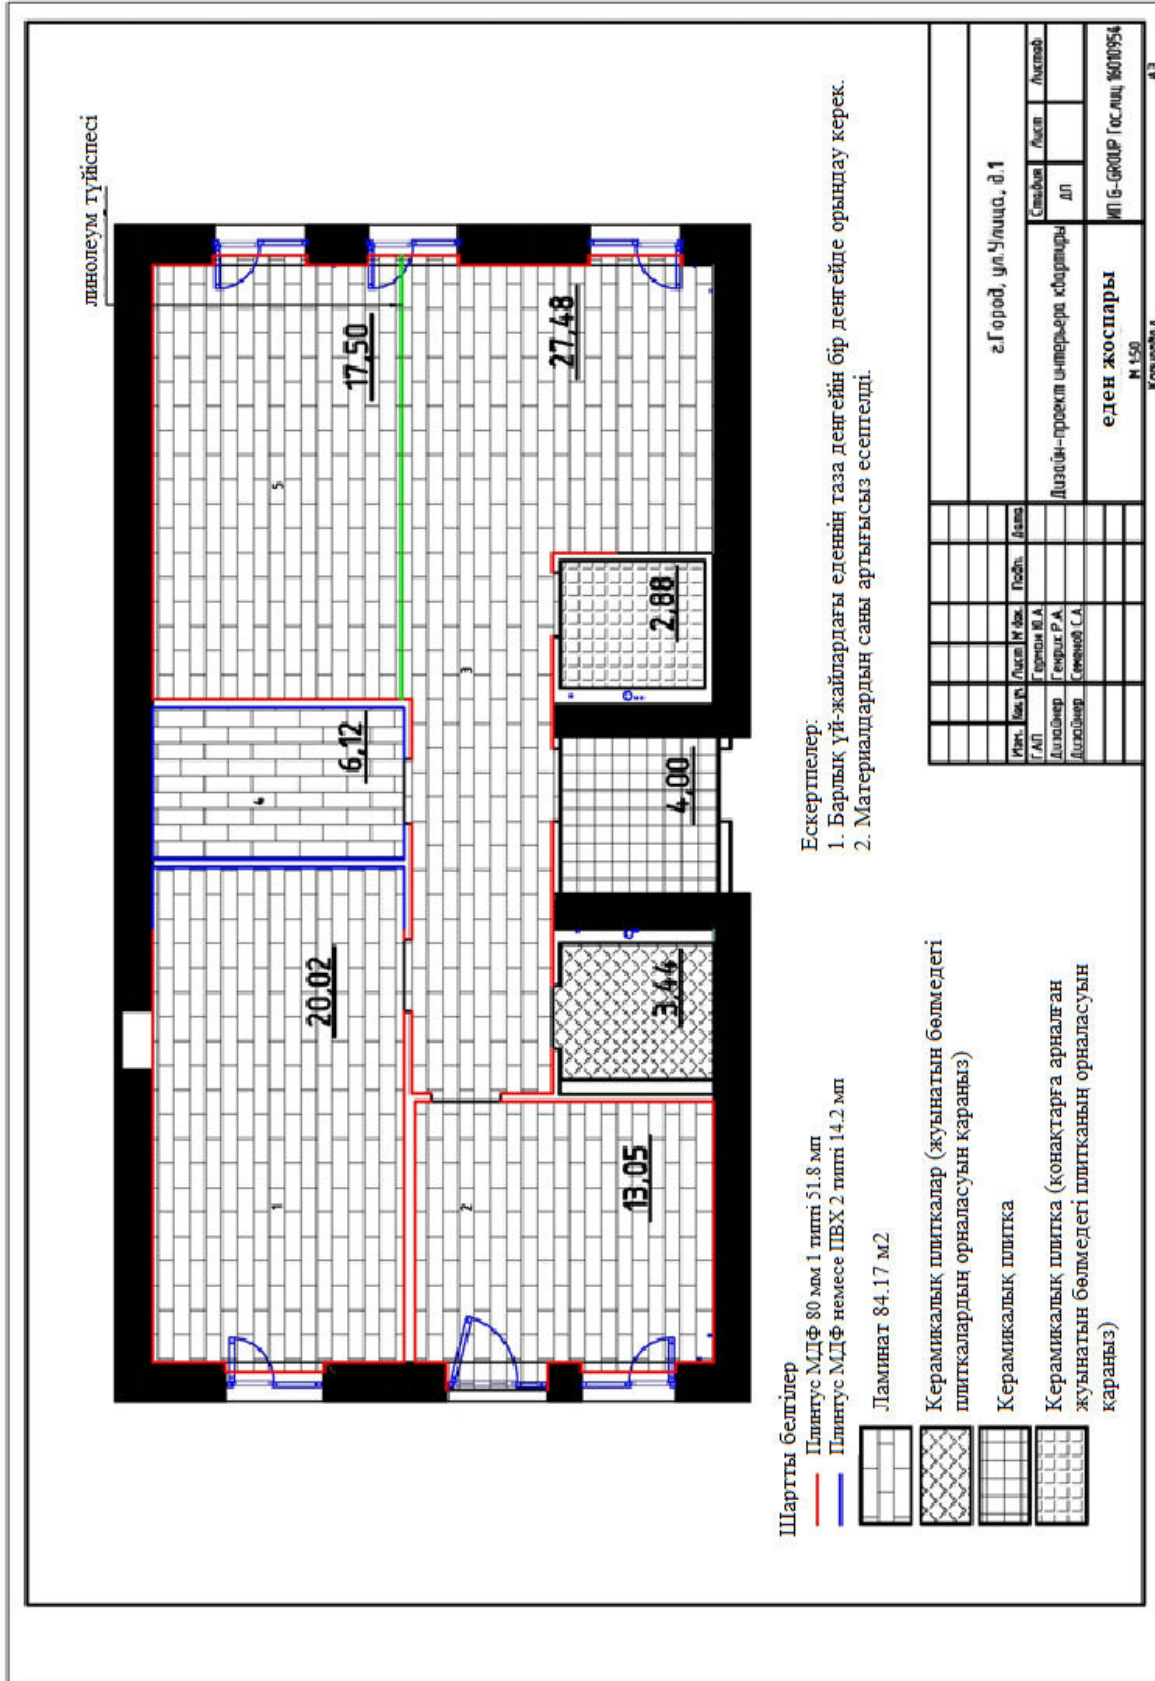 линолеум түйіспесі
5
17,50
27,48
3
2,88
4
6,12
4,00
20,02
1
3,44
2
13,05
Шартты белгілер
Плинтус МДФ 80 мм 1 типті 51.8 мп
Плинтус МДФ немесе ПВХ 2 типті 14.2 мп
Ламинат 84.17 м2
Керамикалық плиткалар (жуынатын бөлмедегі
плиткалардың орналасуын қараңыз)
Керамикалық плитка
Керамикалық плитка (қонақтарға арналған
жуынатын бөлмедегі плитканың орналасуын
қараңыз)
Ескертпелер:
1. Барлық үй-жайлардағы еденнің таза деңгейін бір деңгейде орындау керек.
2. Материалдардың саны артығысыз есептелді.
Изм. Кол.уч. Лист № док. Подп. Дата
ГАП Герман Ю.А.
Дизайнер Генрих Р.А.
Дизайнер Семенов С.А.
г.Город, ул.Улица, д.1
Дизайн-проект интерьера квартиры
Стадия Лист Листов
ДП
еден жоспары
М 1:50
ИП G-GROUP Гос.лиц 16010954
Копировал
А3